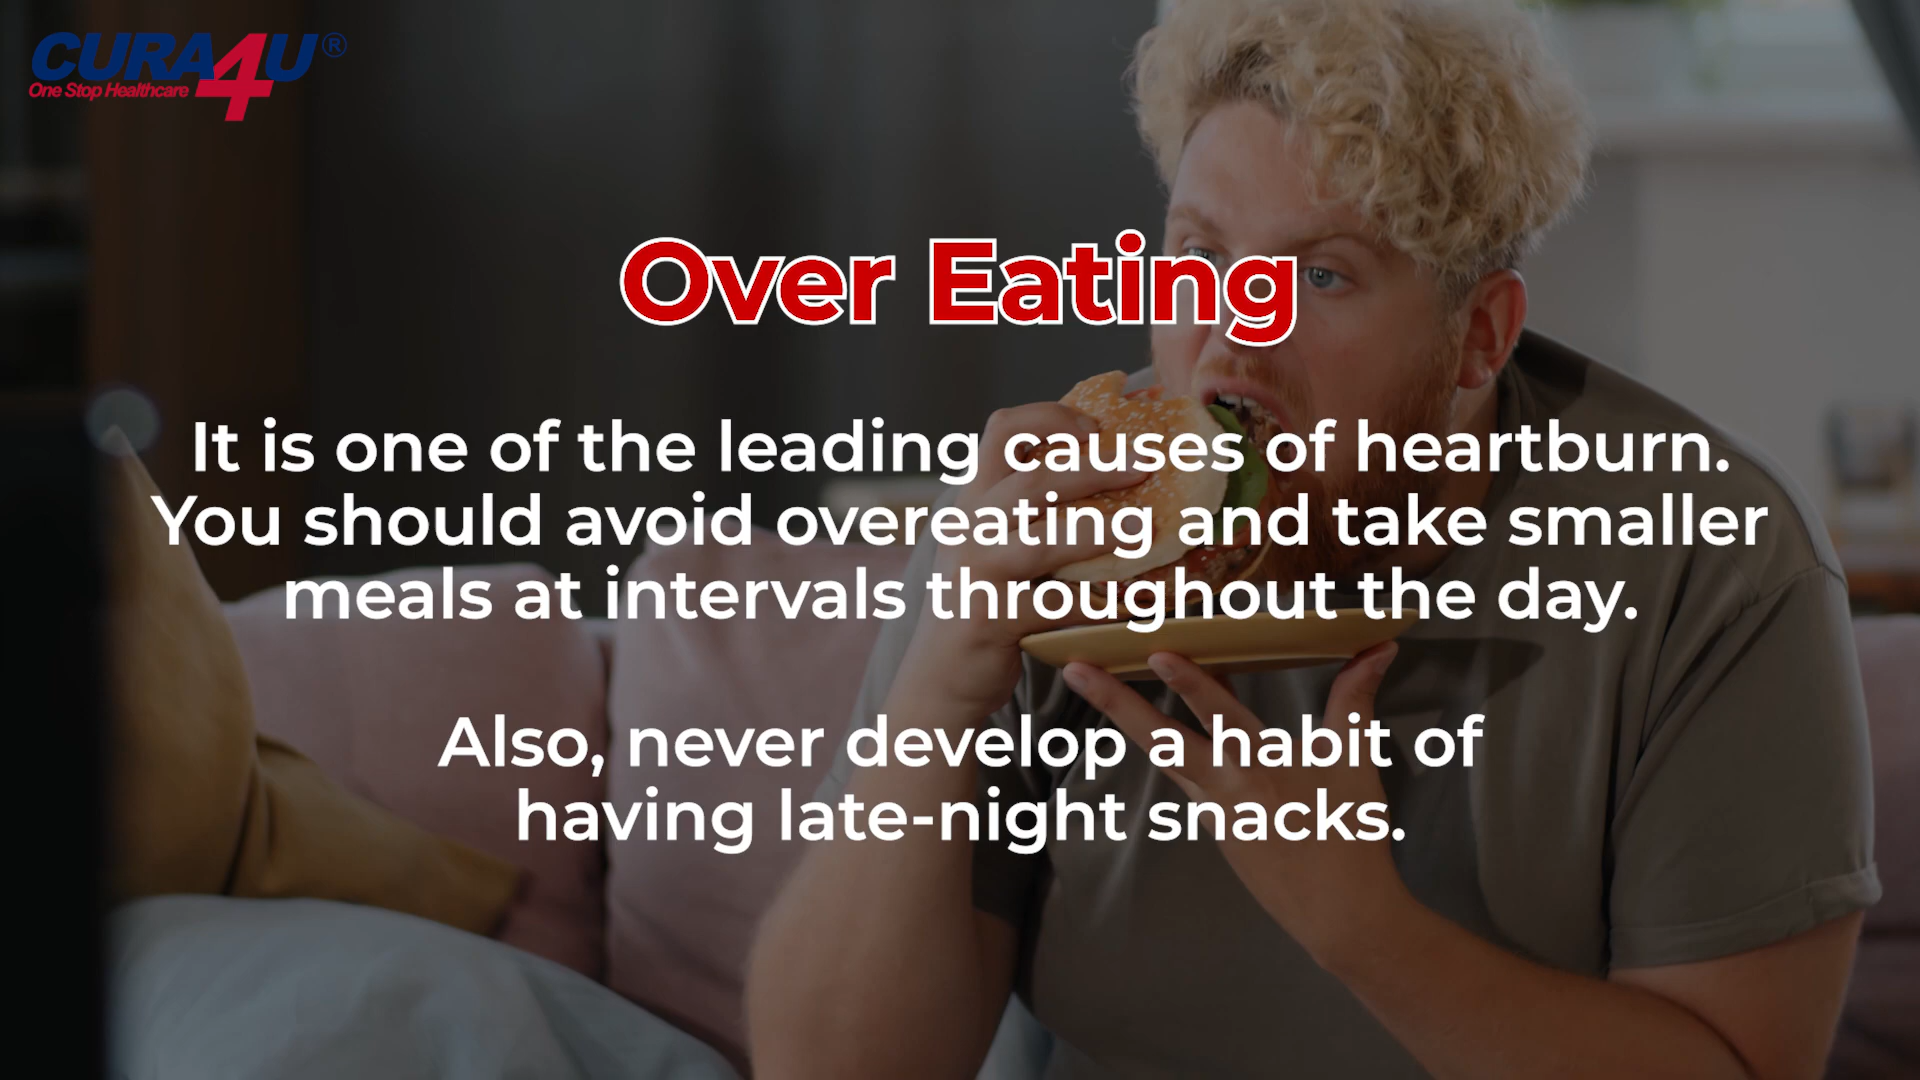 CURA4U®
One Stop Healthcare
Over Eating
It is one of the leading causes of heartburn.
You should avoid overeating and take smaller
meals at intervals throughout the day.
Also, never develop a habit of
having late-night snacks.